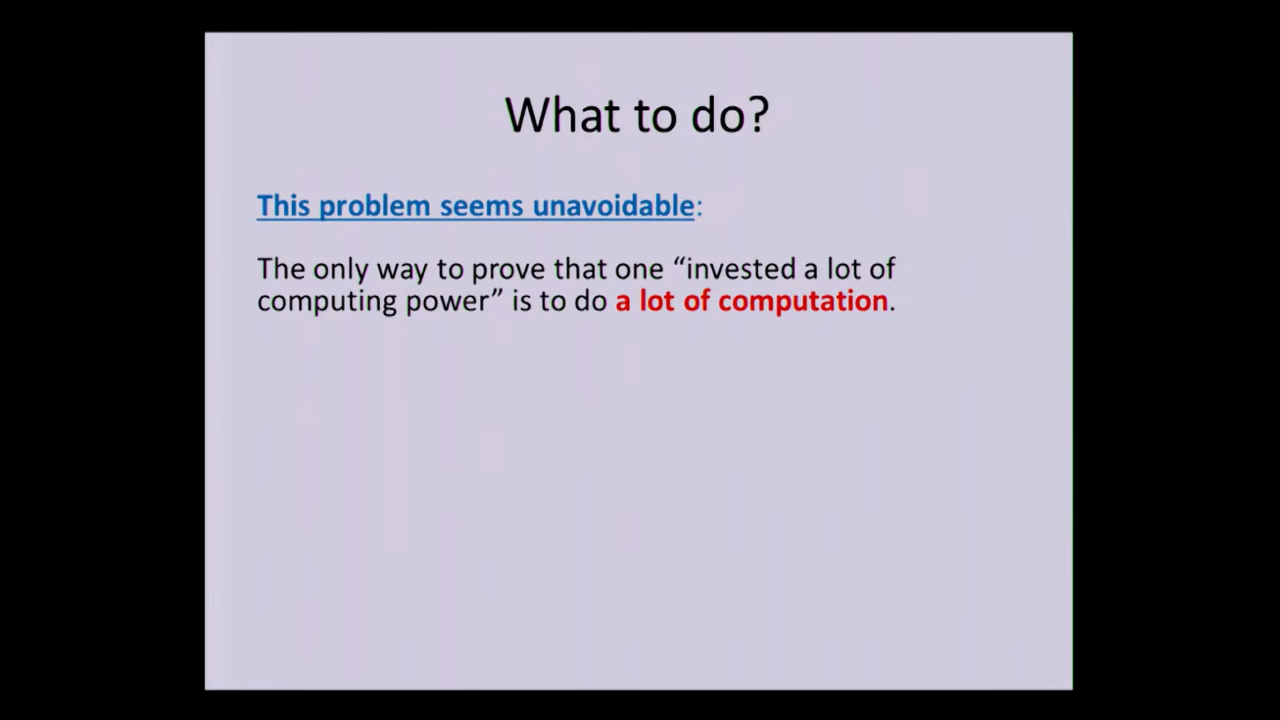 What to do?
This problem seems unavoidable:
The only way to prove that one “invested a lot of
computing power” is to do a lot of computation.